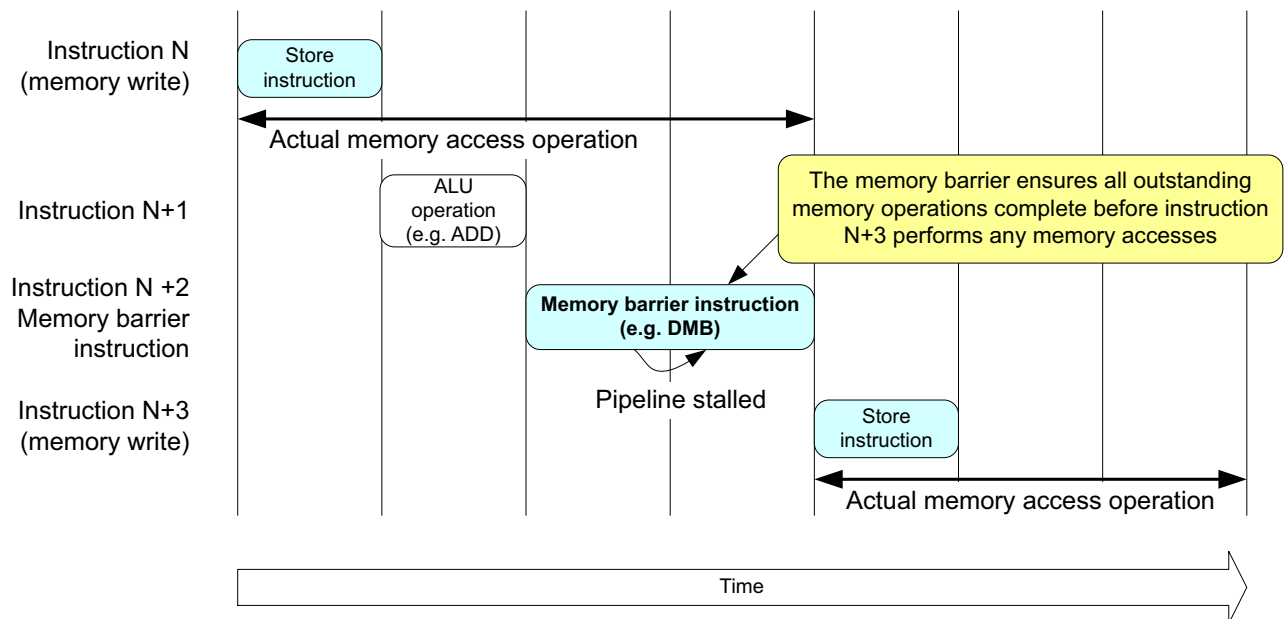 Instruction N
(memory write)
Store
instruction
Actual memory access operation
Instruction N+1
ALU
operation
(e.g. ADD)
The memory barrier ensures all outstanding
memory operations complete before instruction
N+3 performs any memory accesses
Instruction N +2
Memory barrier
instruction
Memory barrier instruction
(e.g. DMB)
Pipeline stalled
Instruction N+3
(memory write)
Store
instruction
Actual memory access operation
Time